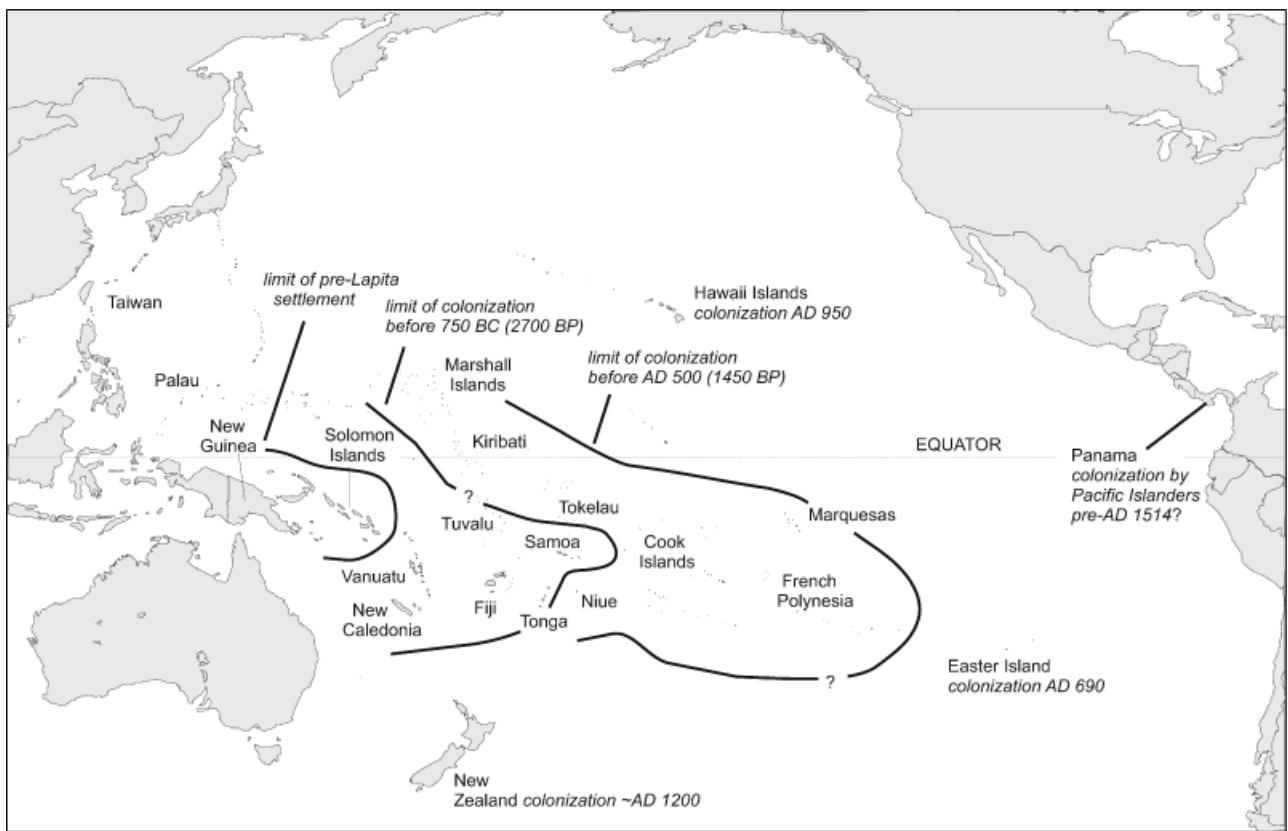 Taiwan
limit of pre-Lapita
settlement
limit of colonization
before 750 BC (2700 BP)
Hawaii Islands
colonization AD 950
Palau
Marshall
Islands
limit of colonization
before AD 500 (1450 BP)
New
Guinea
Solomon
Islands
Kiribati
EQUATOR
Panama
colonization by
Pacific Islanders
pre-AD 1514?
?
Tuvalu
Tokelau
Marquesas
Samoa
Cook
Islands
Vanuatu
French
Polynesia
New
Caledonia
Fiji
Niue
Tonga
Easter Island
colonization AD 690
?
New
Zealand colonization ~AD 1200